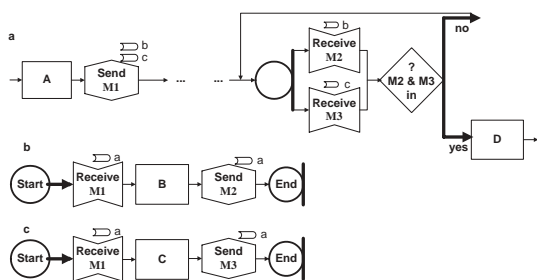 a
A
Send
M1
b
c
...
...
Receive
M2
b
Receive
M3
c
?
M2 & M3
in
no
yes
D
b
Start
Receive
M1
a
B
Send
M2
a
End
c
Start
Receive
M1
a
C
Send
M3
a
End